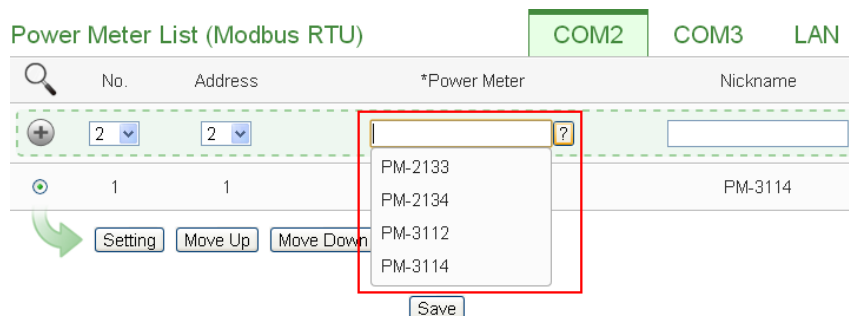 Power Meter List (Modbus RTU) COM2 COM3 LAN
No. Address *Power Meter Nickname
2 2 ?
PM-2133
1 1 PM-3114
PM-2134
Setting Move Up Move Down
PM-3112
PM-3114
Save